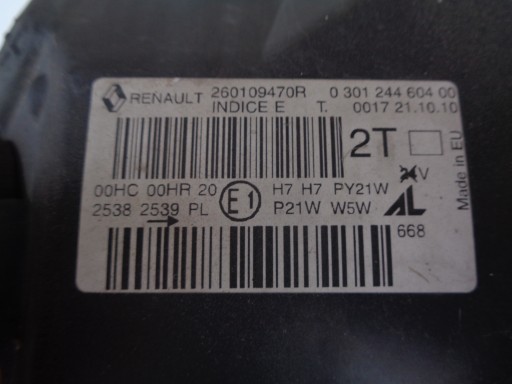 RENAULT 260109470R 0 301 244 604 00
INDICE E T. 0017 21.10.10
2T
Made in EU
00HC 00HR 20 E1 H7 H7 PY21W V
2538 2539 PL P21W W5W AL
668